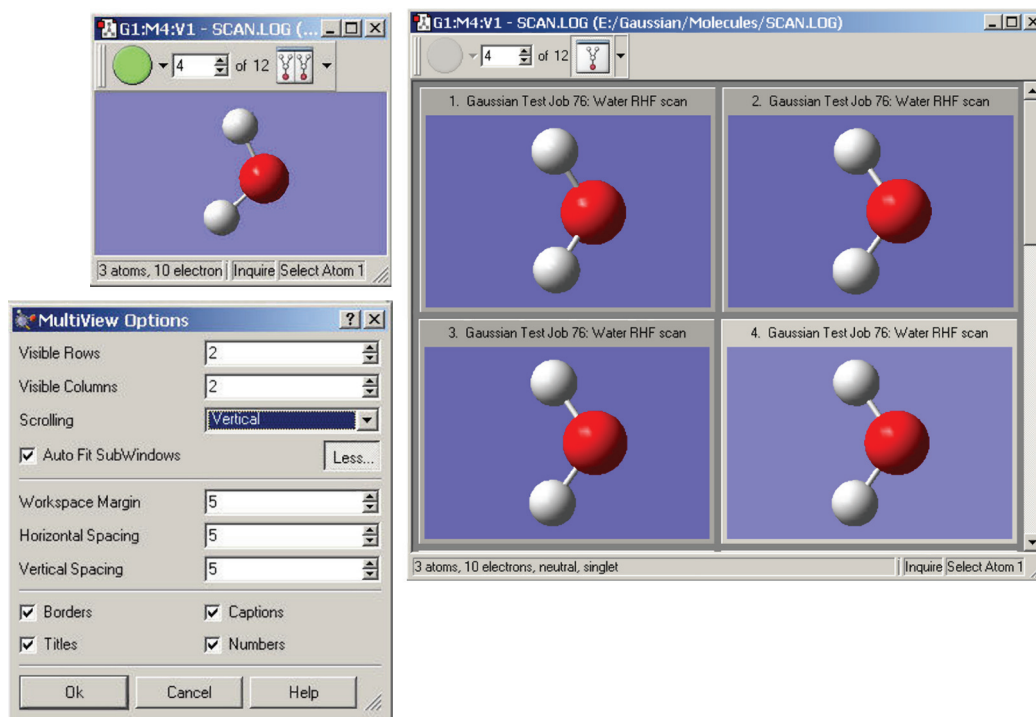 G1:M4:V1 - SCAN.LOG (...
4 of 12
3 atoms, 10 electron Inquire Select Atom 1
MultiView Options
Visible Rows 2
Visible Columns 2
Scrolling Vertical
Auto Fit SubWindows Less...
Workspace Margin 5
Horizontal Spacing 5
Vertical Spacing 5
Borders Captions
Titles Numbers
Ok Cancel Help
G1:M4:V1 - SCAN.LOG (E:/Gaussian/Molecules/SCAN.LOG)
4 of 12
1. Gaussian Test Job 76: Water RHF scan
2. Gaussian Test Job 76: Water RHF scan
3. Gaussian Test Job 76: Water RHF scan
4. Gaussian Test Job 76: Water RHF scan
3 atoms, 10 electrons, neutral, singlet Inquire Select Atom 1